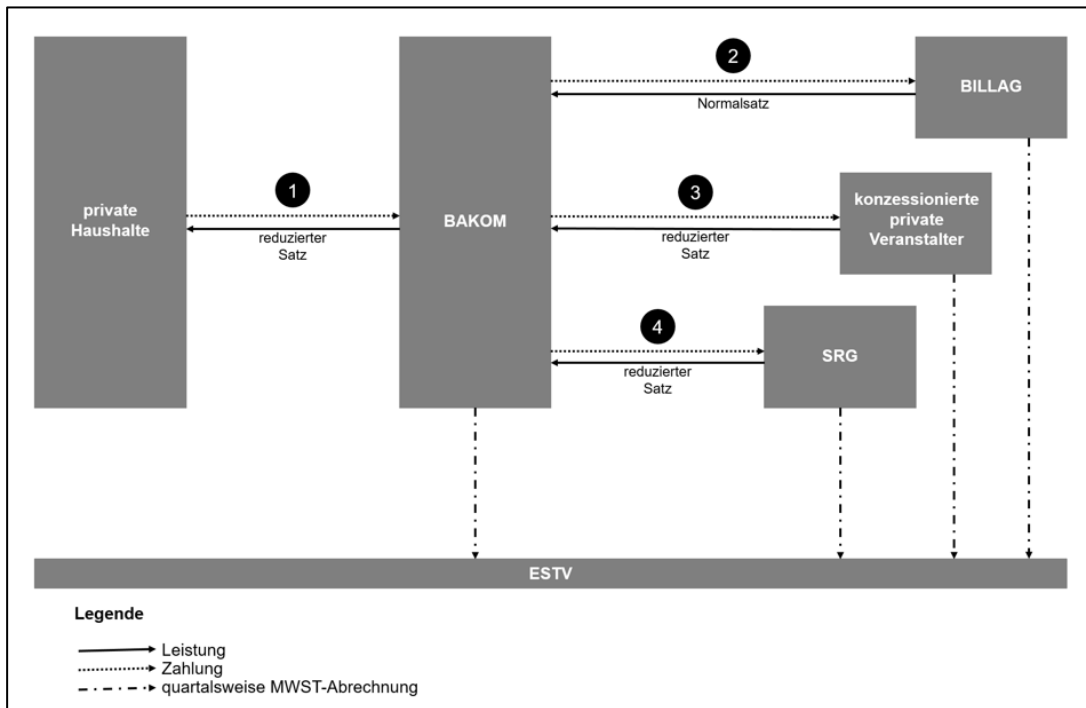 2
BILLAG
Normalsatz
1
private
Haushalte
reduzierter
Satz
BAKOM
3
konzessionierte
private
Veranstalter
reduzierter
Satz
4
SRG
reduzierter
Satz
ESTV
Legende
Leistung
Zahlung
quartalsweise MWST-Abrechnung